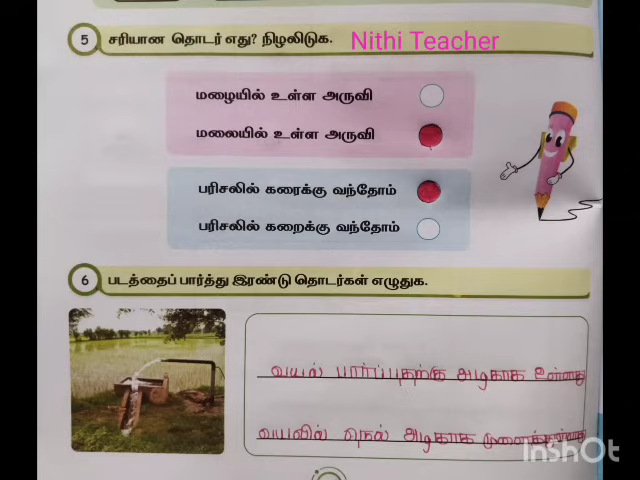 5 சரியான தொடர் எது? நிழலிடுக. Nithi Teacher
மழையில் உள்ள அருவி
மலையில் உள்ள அருவி
பரிசலில் கரைக்கு வந்தோம்
பரிசலில் கறைக்கு வந்தோம்
6 படத்தைப் பார்த்து இரண்டு தொடர்கள் எழுதுக.
வயல் பார்ப்பதற்கு அழகாக உள்ளது
வயலில் நெல் அழகாக முளைத்துள்ளது
InShOt